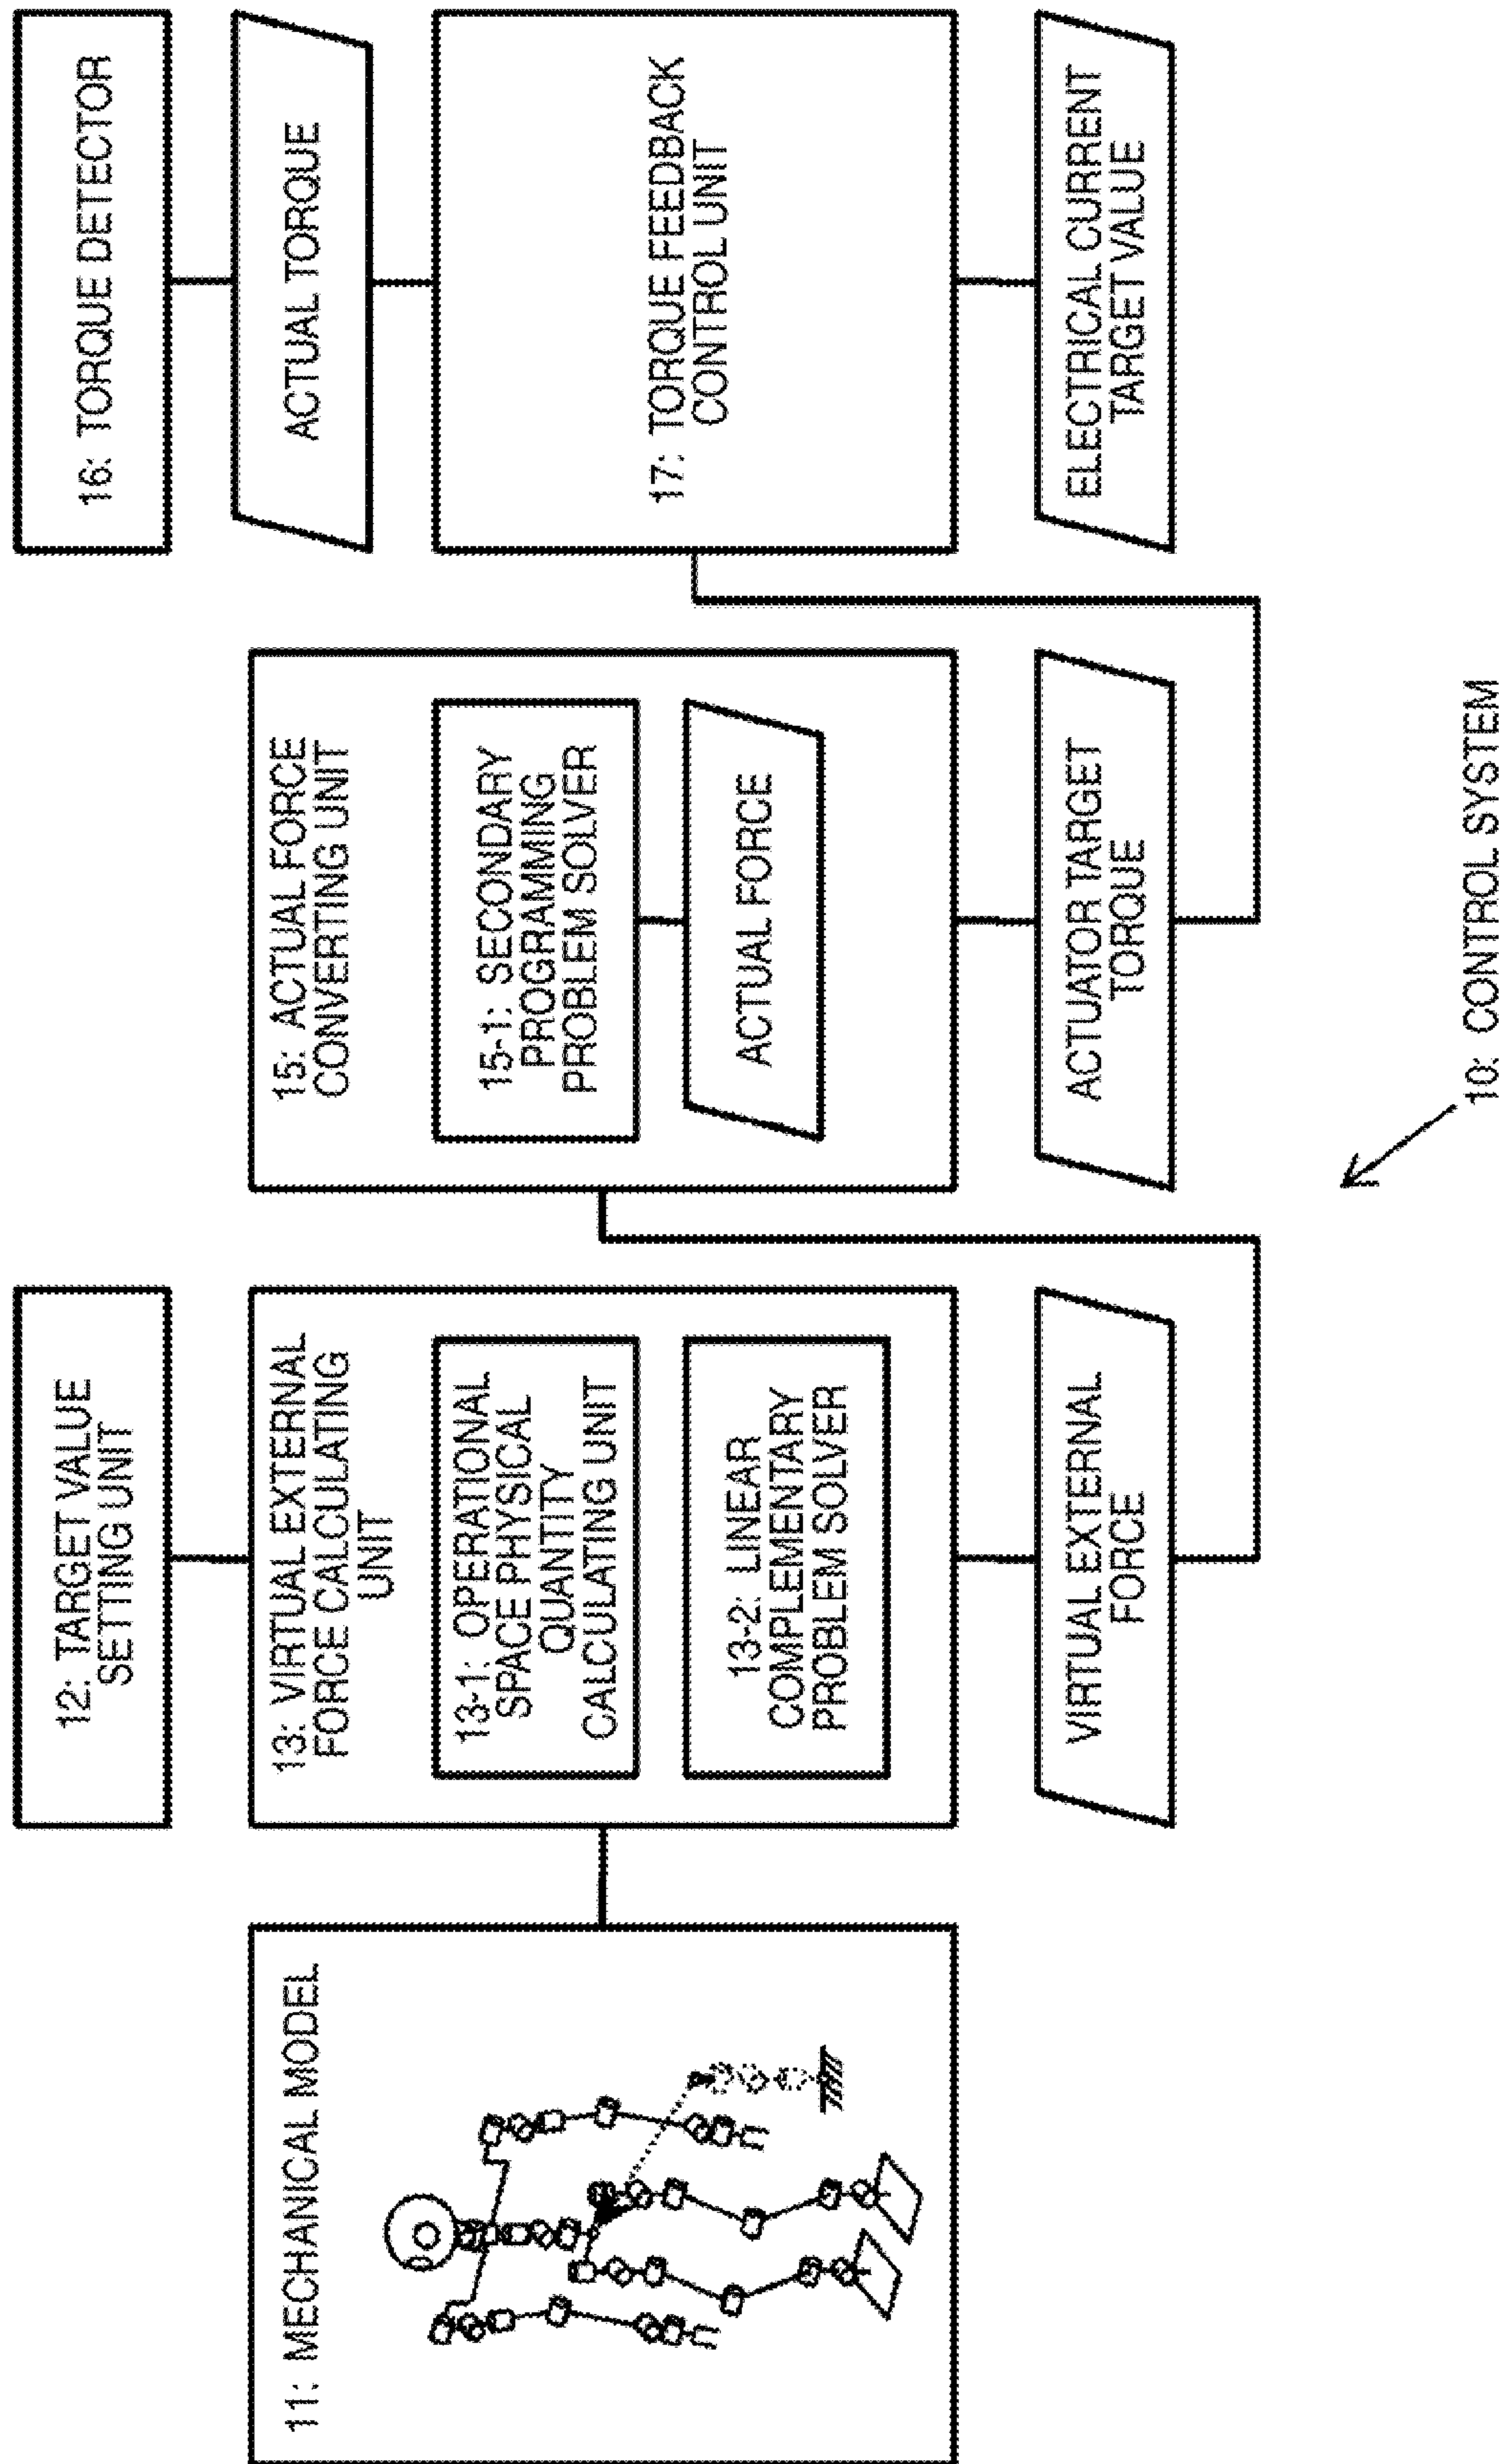 11: MECHANICAL MODEL
12: TARGET VALUE
SETTING UNIT
13: VIRTUAL EXTERNAL
FORCE CALCULATING
UNIT
13-1: OPERATIONAL
SPACE PHYSICAL
QUANTITY
CALCULATING UNIT
13-2: LINEAR
COMPLEMENTARY
PROBLEM SOLVER
VIRTUAL EXTERNAL
FORCE
15: ACTUAL FORCE
CONVERTING UNIT
15-1: SECONDARY
PROGRAMMING
PROBLEM SOLVER
ACTUAL FORCE
ACTUATOR TARGET
TORQUE
16: TORQUE DETECTOR
ACTUAL TORQUE
17: TORQUE FEEDBACK
CONTROL UNIT
ELECTRICAL CURRENT
TARGET VALUE
10: CONTROL SYSTEM